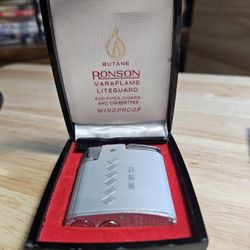 BUTANE
RONSON
VARAFLAME
LITEGUARD
FOR PIPES, CIGARS
AND CIGARETTES
WINDPROOF